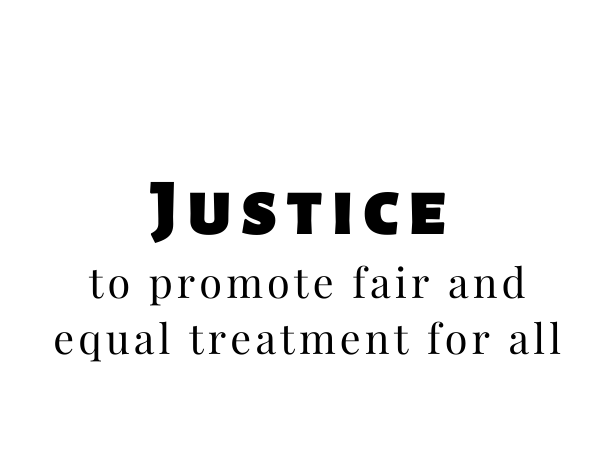 Justice
to promote fair and
equal treatment for all